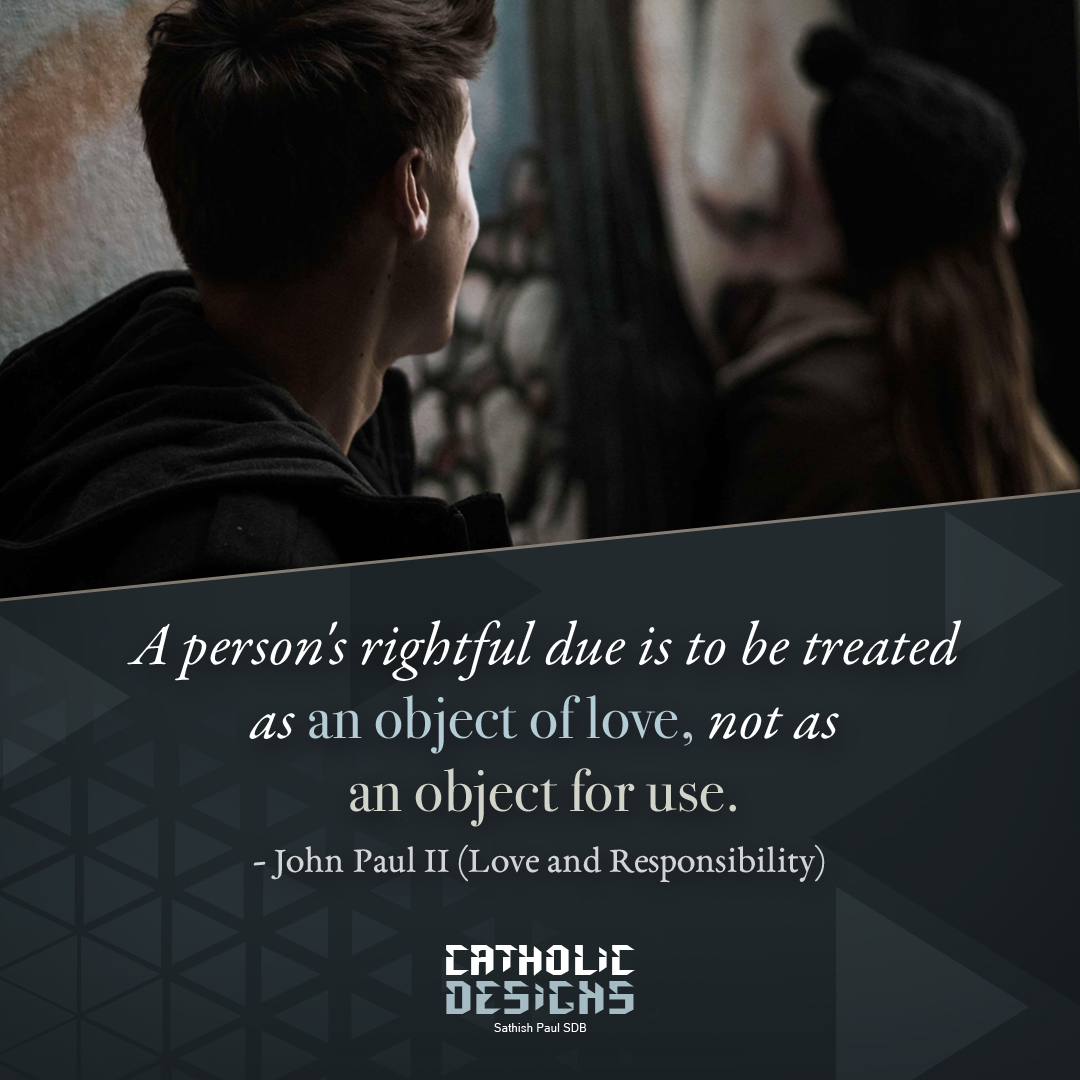 A person's rightful due is to be treated
as an object of love, not as
an object for use.
- John Paul II (Love and Responsibility)
CATHOLIC
DESIGNS
Sathish Paul SDB